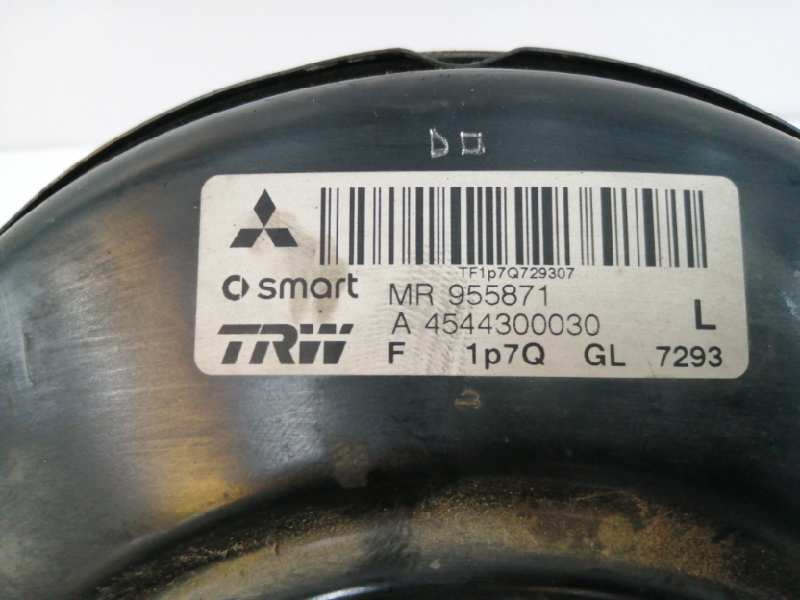 TF1p7Q729307
smart MR 955871
A 4544300030 L
TRW F 1p7Q GL 7293